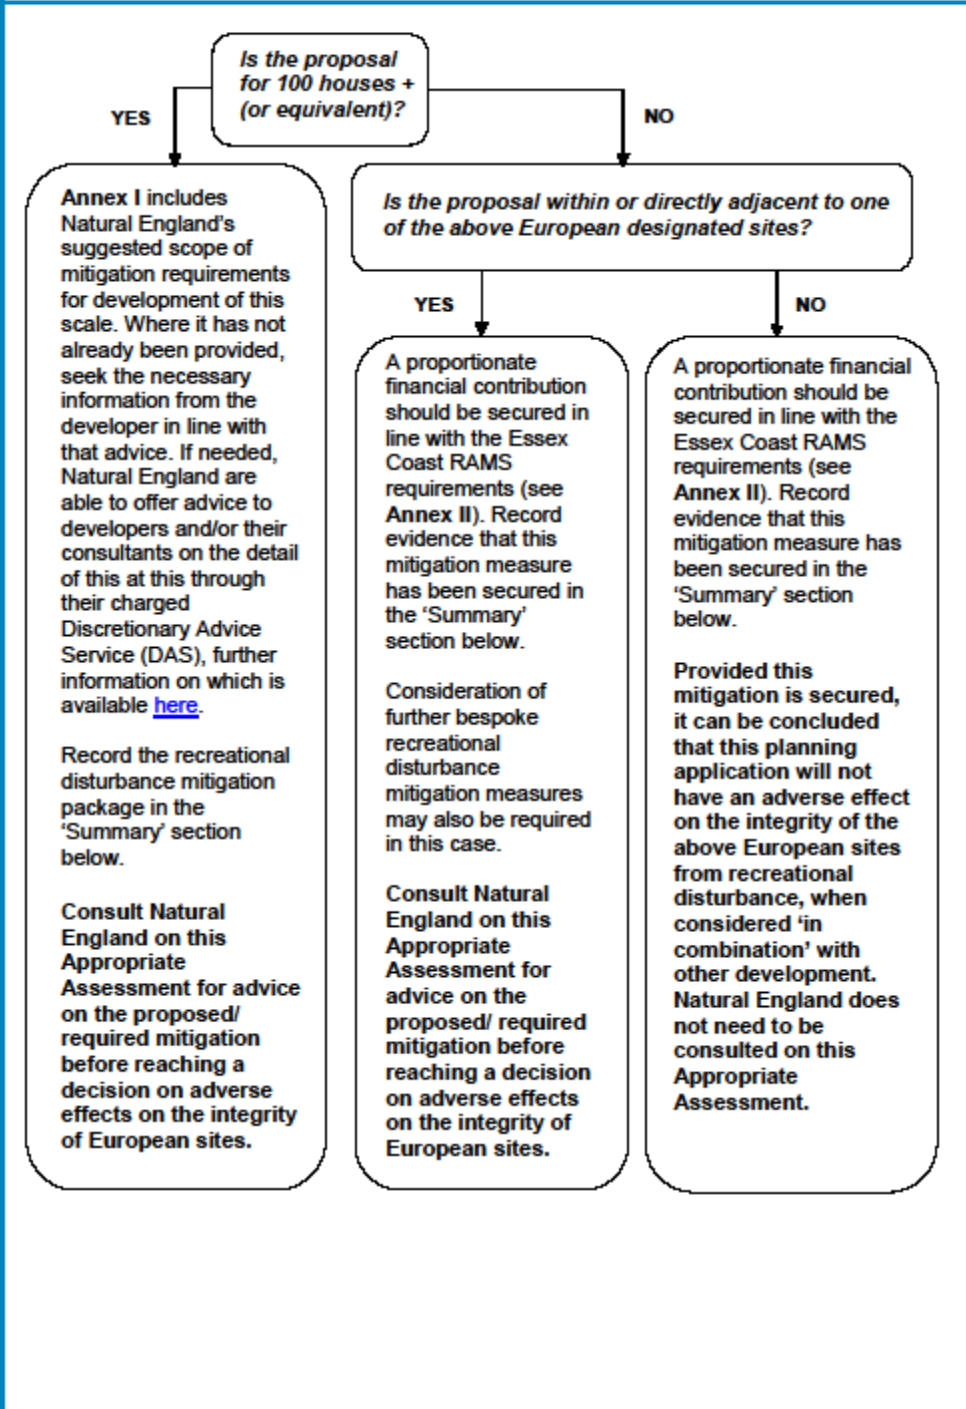 Is the proposal
for 100 houses +
(or equivalent)?
YES
NO
Annex I includes
Natural England's
suggested scope of
mitigation requirements
for development of this
scale. Where it has not
already been provided,
seek the necessary
information from the
developer in line with
that advice. If needed,
Natural England are
able to offer advice to
developers and/or their
consultants on the detail
of this at this through
their charged
Discretionary Advice
Service (DAS), further
information on which is
available here.
Record the recreational
disturbance mitigation
package in the
‘Summary’ section
below.
Consult Natural
England on this
Appropriate
Assessment for advice
on the proposed/
required mitigation
before reaching a
decision on adverse
effects on the integrity
of European sites.
Is the proposal within or directly adjacent to one
of the above European designated sites?
YES
NO
A proportionate
financial contribution
should be secured in
line with the Essex
Coast RAMS
requirements (see
Annex II). Record
evidence that this
mitigation measure
has been secured in
the ‘Summary’
section below.
Consideration of
further bespoke
recreational
disturbance
mitigation measures
may also be required
in this case.
Consult Natural
England on this
Appropriate
Assessment for
advice on the
proposed/ required
mitigation before
reaching a decision
on adverse effects
on the integrity of
European sites.
A proportionate financial
contribution should be
secured in line with the
Essex Coast RAMS
requirements (see
Annex II). Record
evidence that this
mitigation measure has
been secured in the
‘Summary’ section
below.
Provided this
mitigation is secured,
it can be concluded
that this planning
application will not
have an adverse effect
on the integrity of the
above European sites
from recreational
disturbance, when
considered ‘in
combination’ with
other development.
Natural England does
not need to be
consulted on this
Appropriate
Assessment.